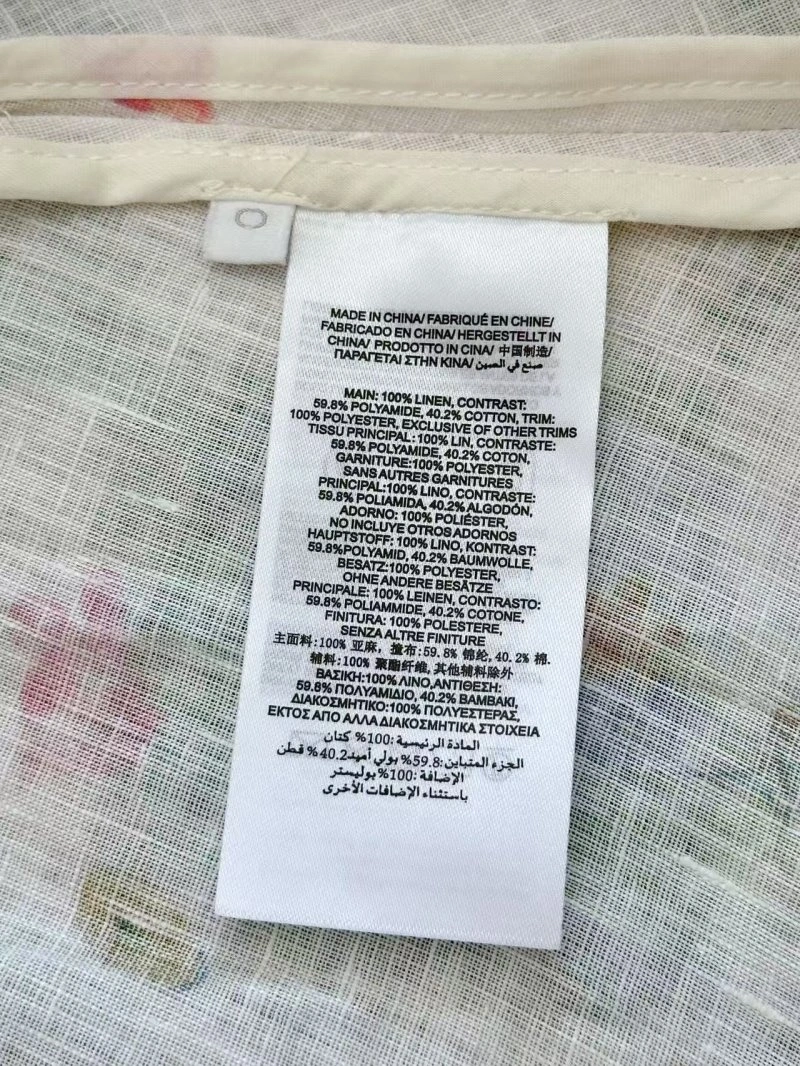 0
MADE IN CHINA/ FABRIQUÉ EN CHINE/
FABRICADO EN CHINA/ HERGESTELLT IN
CHINA/ PRODOTTO IN CINA/ 中国制造/
ΠΑΡΑΓΕΤΑΙ ΣΤΗΝ ΚΙΝΑ/ صنع في الصين
MAIN: 100% LINEN, CONTRAST:
59.8% POLYAMIDE, 40.2% COTTON, TRIM:
100% POLYESTER, EXCLUSIVE OF OTHER TRIMS
TISSU PRINCIPAL:100% LIN, CONTRASTE:
59.8% POLYAMIDE, 40.2% COTON,
GARNITURE:100% POLYESTER,
SANS AUTRES GARNITURES
PRINCIPAL:100% LINO, CONTRASTE:
59.8% POLIAMIDA, 40.2% ALGODÓN,
ADORNO: 100% POLIÉSTER,
NO INCLUYE OTROS ADORNOS
HAUPTSTOFF: 100% LINO, KONTRAST:
59.8%POLYAMID, 40.2% BAUMWOLLE,
BESATZ:100% POLYESTER,
OHNE ANDERE BESÄTZE
PRINCIPALE: 100% LEINEN, CONTRASTO:
59.8% POLIAMMIDE, 40.2% COTONE,
FINITURA: 100% POLESTERE,
SENZA ALTRE FINITURE
主面料:100% 亚麻, 撞布:59.8% 锦纶, 40.2% 棉.
辅料:100% 聚酯纤维, 其他辅料除外
ΒΑΣΙΚΗ:100% ΛΙΝΟ,ΑΝΤΙΘΕΣΗ:
59.8% ΠΟΛΥΑΜΙΔΙΟ, 40.2% ΒΑΜΒΑΚΙ,
ΔΙΑΚΟΣΜΗΤΙΚΟ:100% ΠΟΛΥΕΣΤΕΡΑΣ,
ΕΚΤΟΣ ΑΠΟ ΑΛΛΑ ΔΙΑΚΟΣΜΗΤΙΚΑ ΣΤΟΙΧΕΙΑ
المادة الرئيسية :100% كتان
الجزء المتباين :59.8% بولي أميد40.2% قطن
الإضافة :100% بوليستر
باستثناء الإضافات الأخرى